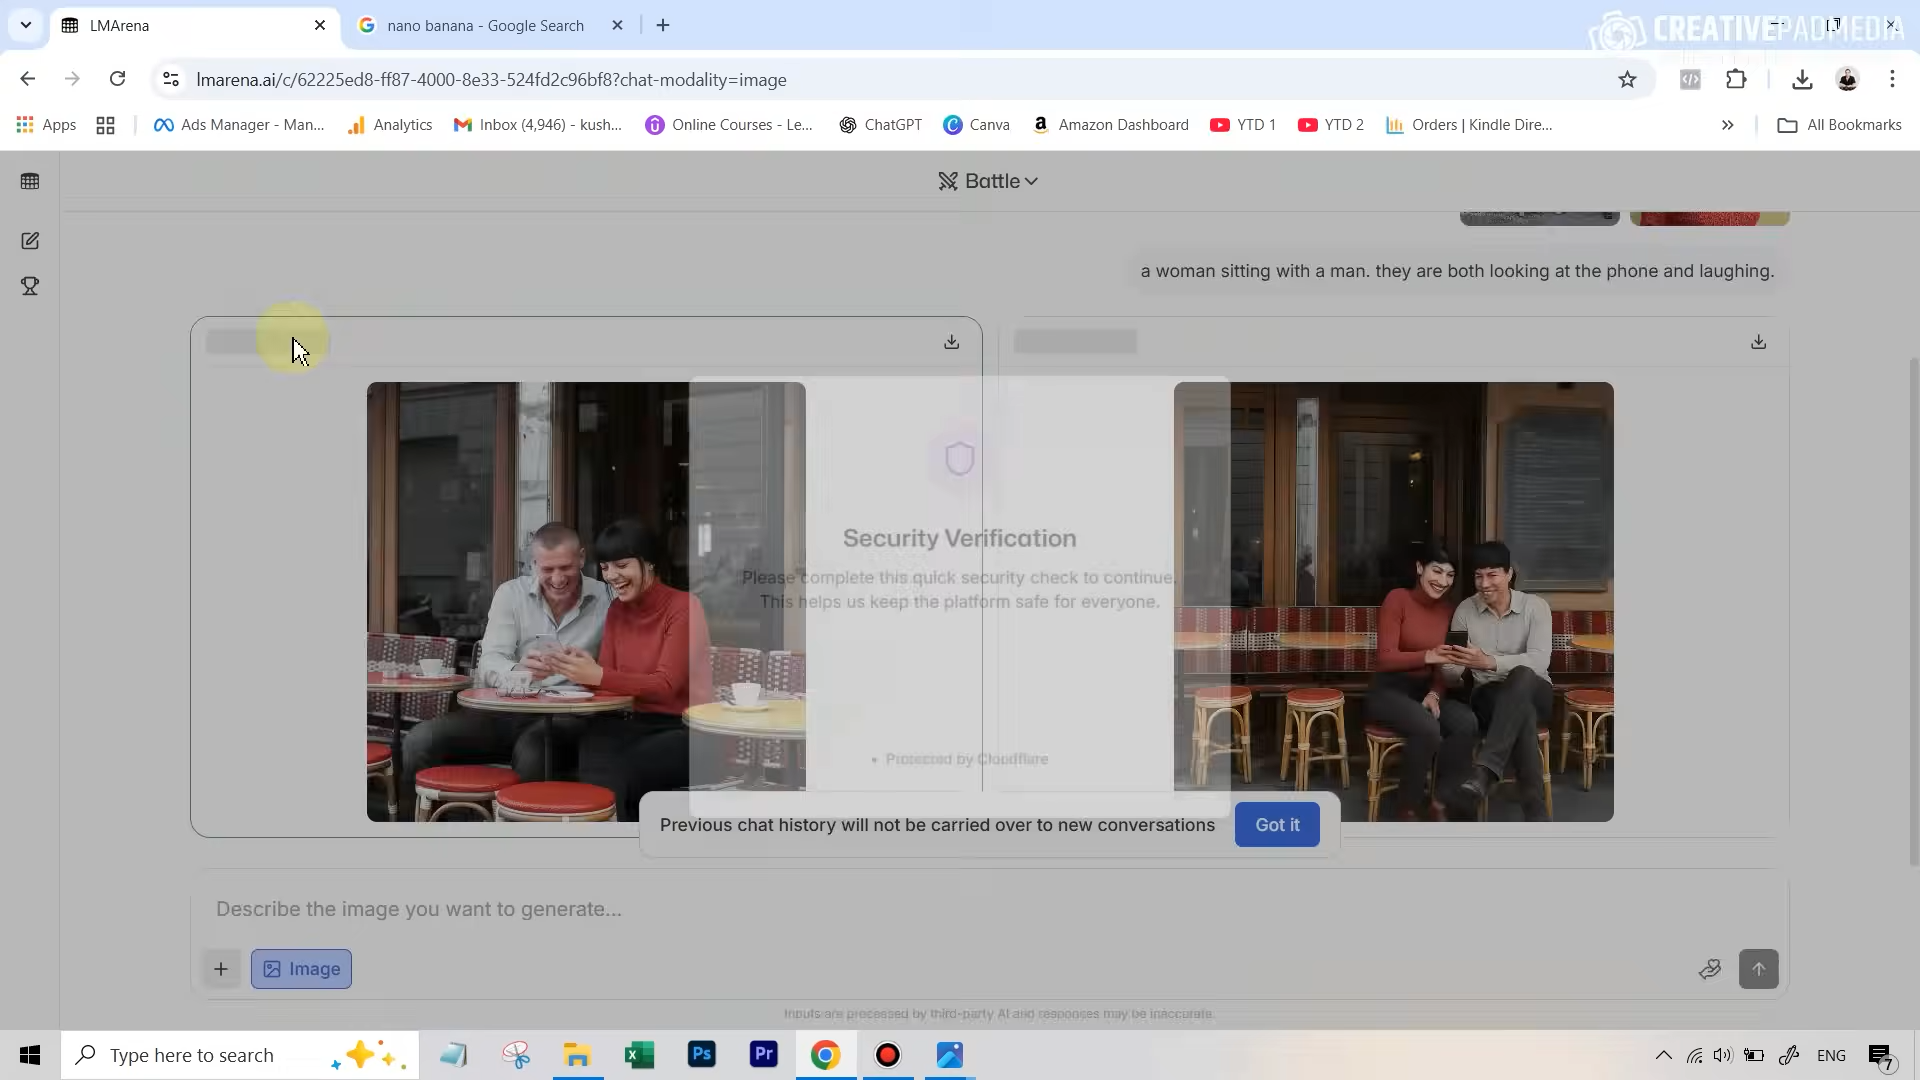 LMArena
nano banana - Google Search
CREATIVEPADMEDIA
lmarena.ai/c/62225ed8-ff87-4000-8e33-524fd2c96bf8?chat-modality=image
Apps
Ads Manager - Man...
Analytics
Inbox (4,946) - kush...
Online Courses - Le...
ChatGPT
Canva
Amazon Dashboard
YTD 1
YTD 2
Orders | Kindle Dire...
All Bookmarks
Battle
a woman sitting with a man. they are both looking at the phone and laughing.
Security Verification
Please complete this quick security check to continue.
This helps us keep the platform safe for everyone.
• Protected by Cloudflare
Previous chat history will not be carried over to new conversations
Got it
Describe the image you want to generate...
Image
Inputs are processed by third-party AI and responses may be inaccurate.
Type here to search
Ps
Pr
ENG
7